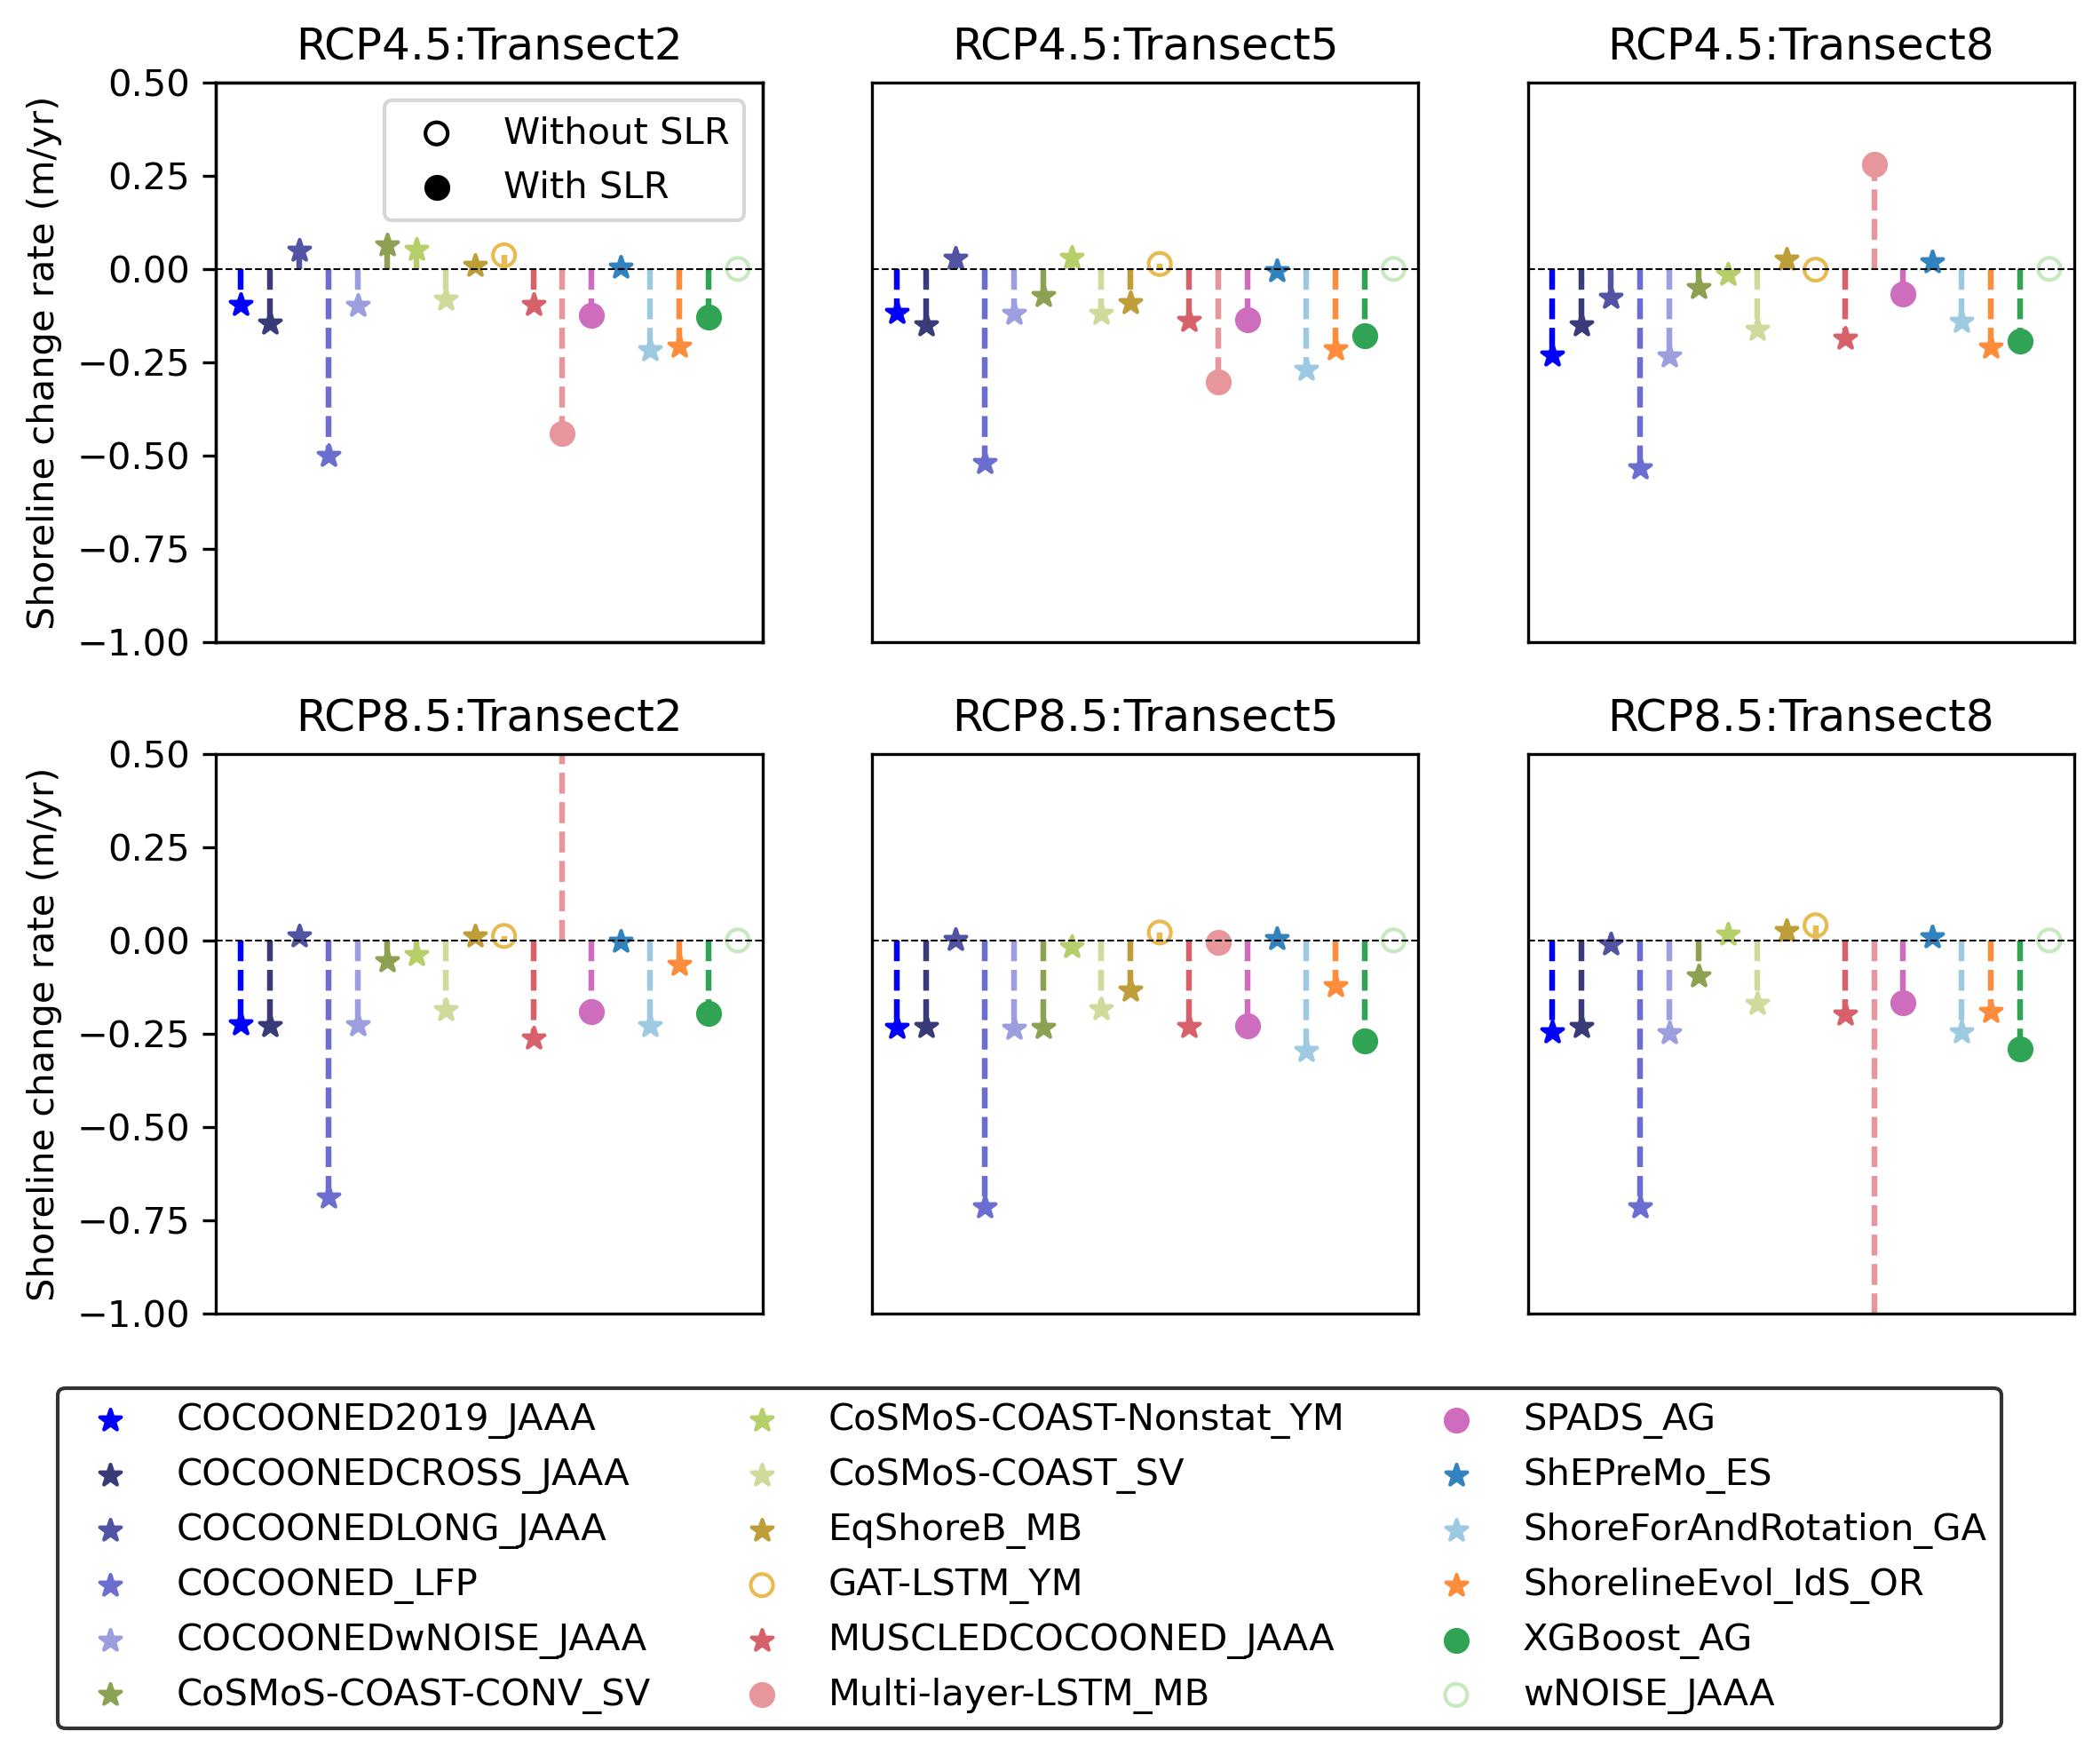 RCP4.5:Transect2
RCP4.5:Transect5
RCP4.5:Transect8
Shoreline change rate (m/yr)
0.50
0.25
0.00
−0.25
−0.50
−0.75
−1.00
Without SLR
With SLR
RCP8.5:Transect2
RCP8.5:Transect5
RCP8.5:Transect8
Shoreline change rate (m/yr)
0.50
0.25
0.00
−0.25
−0.50
−0.75
−1.00
COCOONED2019_JAAA
COCOONEDCROSS_JAAA
COCOONEDLONG_JAAA
COCOONED_LFP
COCOONEDwNOISE_JAAA
CoSMoS-COAST-CONV_SV
CoSMoS-COAST-Nonstat_YM
CoSMoS-COAST_SV
EqShoreB_MB
GAT-LSTM_YM
MUSCLEDCOCOONED_JAAA
Multi-layer-LSTM_MB
SPADS_AG
ShEPreMo_ES
ShoreForAndRotation_GA
ShorelineEvol_IdS_OR
XGBoost_AG
wNOISE_JAAA